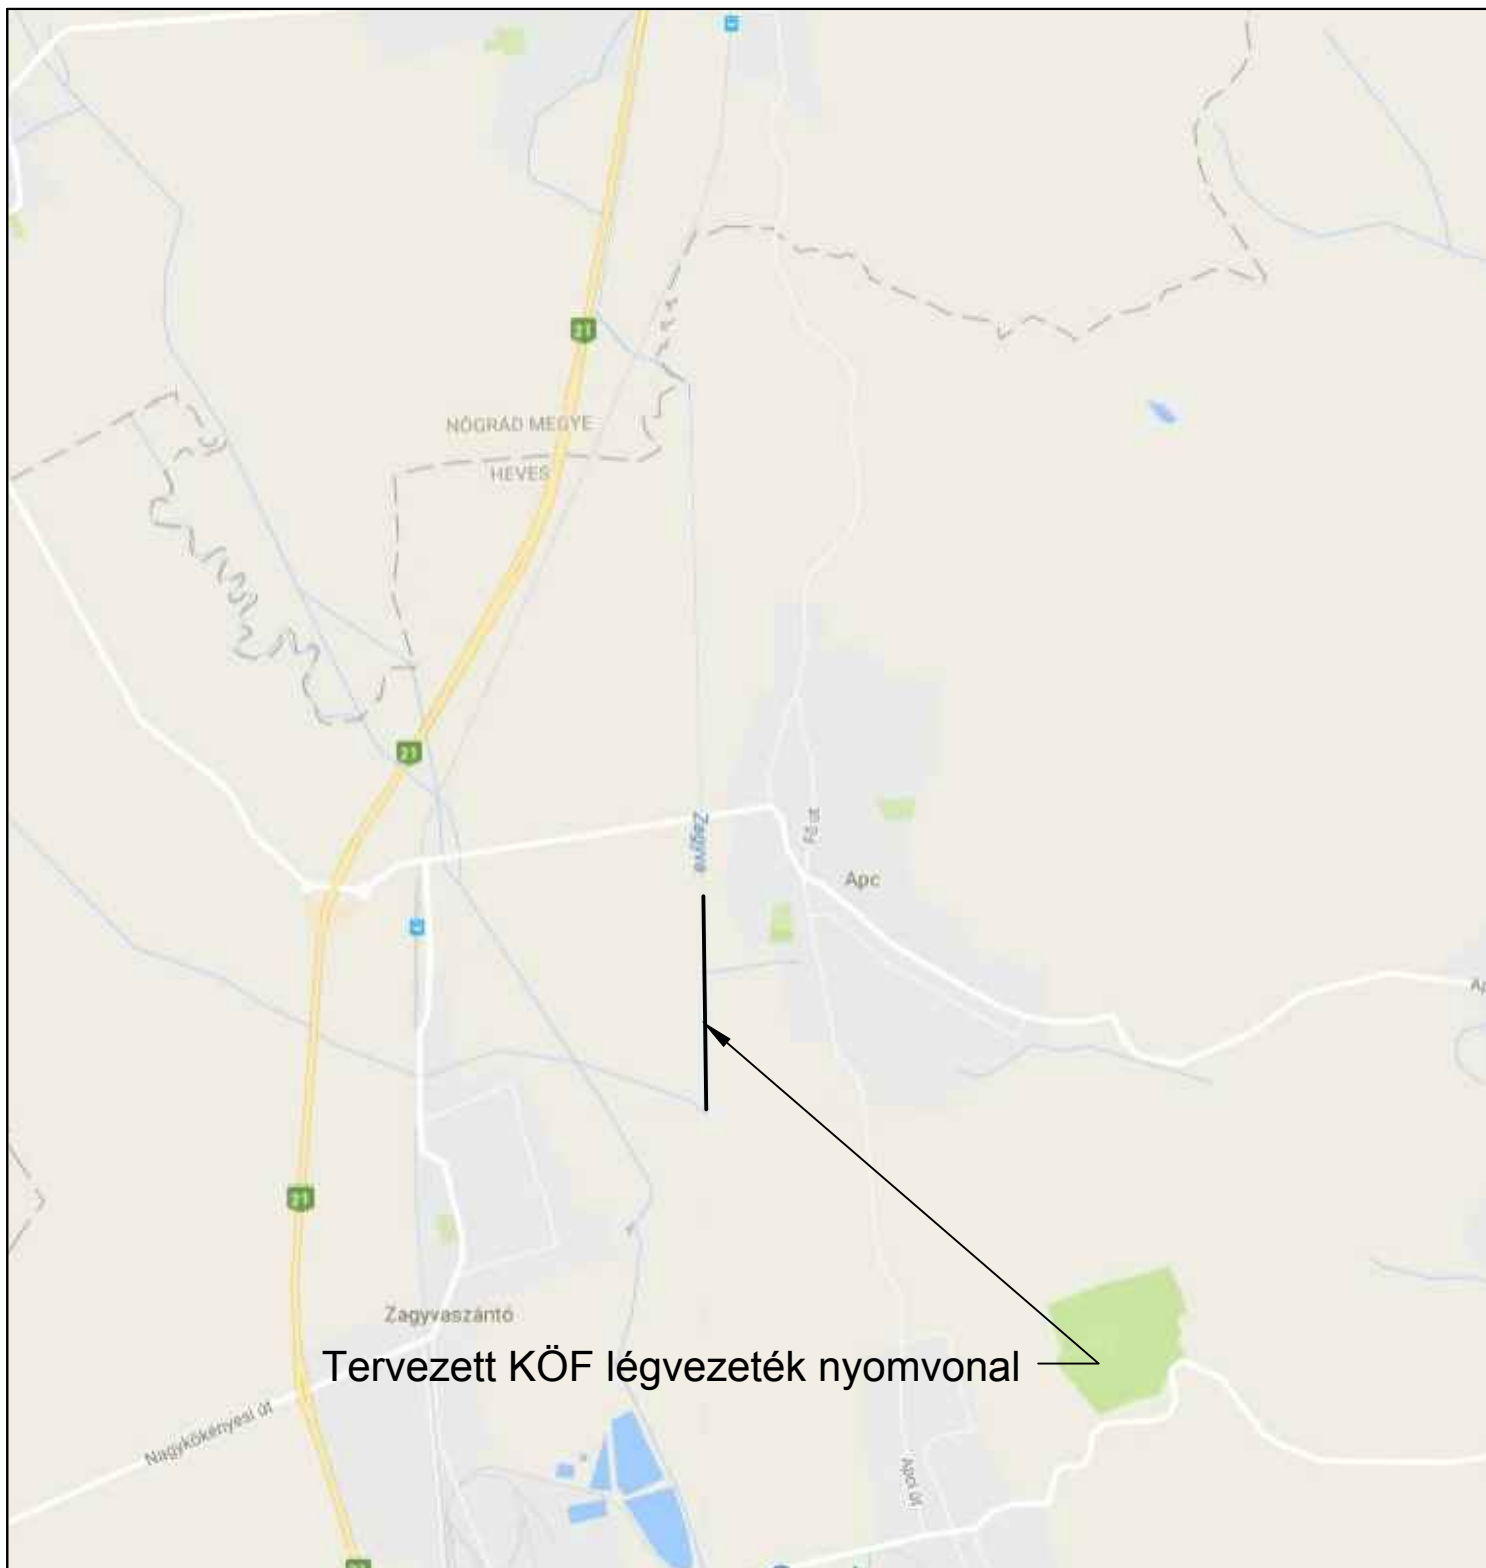 21
NÓGRÁD MEGYE
HEVES
21
Zagyva
Fő út
Apc
21
Zagyvaszántó
Tervezett KÖF légvezeték nyomvonal
Nagykökényesi út
Apci út